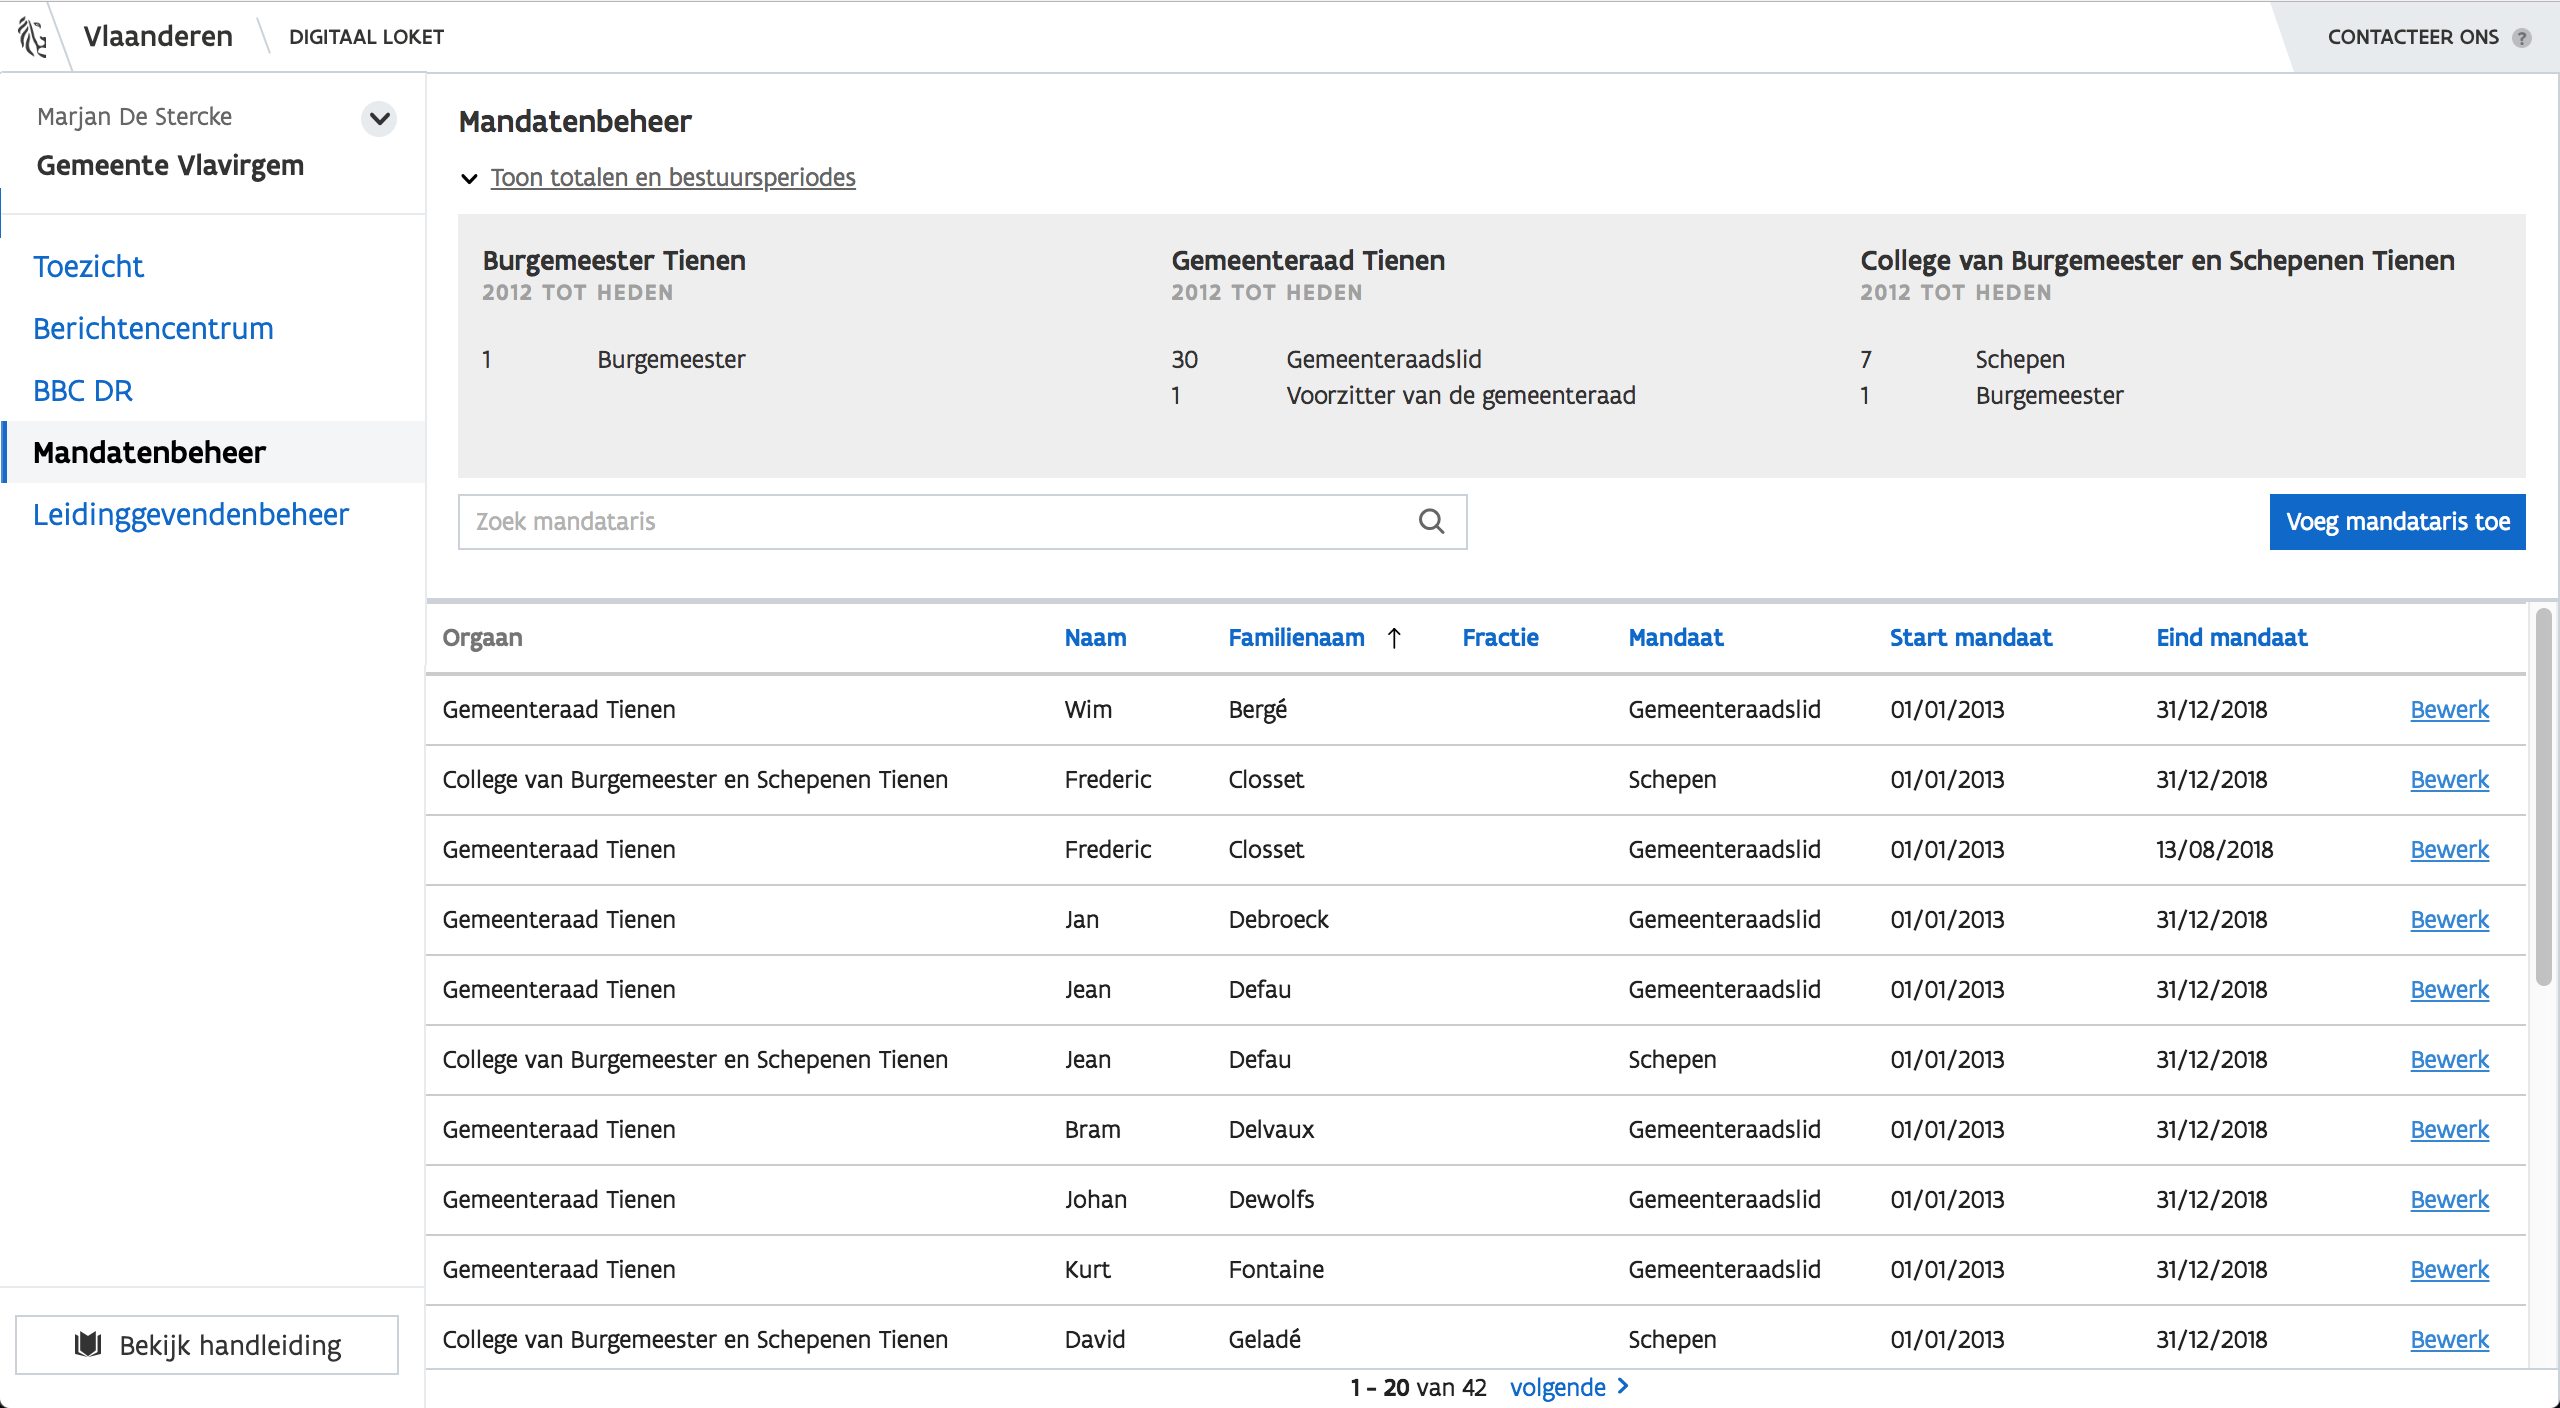 Vlaanderen DIGITAAL LOKET CONTACTEER ONS ?
Marjan De Stercke
Gemeente Vlavirgem
Toezicht
Berichtencentrum
BBC DR
Mandatenbeheer
Leidinggevendenbeheer
Bekijk handleiding
Mandatenbeheer
Toon totalen en bestuursperiodes
Burgemeester Tienen
2012 TOT HEDEN
1 Burgemeester
Gemeenteraad Tienen
2012 TOT HEDEN
30 Gemeenteraadslid
1 Voorzitter van de gemeenteraad
College van Burgemeester en Schepenen Tienen
2012 TOT HEDEN
7 Schepen
1 Burgemeester
Zoek mandataris
Voeg mandataris toe
Orgaan Naam Familienaam ↑ Fractie Mandaat Start mandaat Eind mandaat
Gemeenteraad Tienen Wim Bergé Gemeenteraadslid 01/01/2013 31/12/2018 Bewerk
College van Burgemeester en Schepenen Tienen Frederic Closset Schepen 01/01/2013 31/12/2018 Bewerk
Gemeenteraad Tienen Frederic Closset Gemeenteraadslid 01/01/2013 13/08/2018 Bewerk
Gemeenteraad Tienen Jan Debroeck Gemeenteraadslid 01/01/2013 31/12/2018 Bewerk
Gemeenteraad Tienen Jean Defau Gemeenteraadslid 01/01/2013 31/12/2018 Bewerk
College van Burgemeester en Schepenen Tienen Jean Defau Schepen 01/01/2013 31/12/2018 Bewerk
Gemeenteraad Tienen Bram Delvaux Gemeenteraadslid 01/01/2013 31/12/2018 Bewerk
Gemeenteraad Tienen Johan Dewolfs Gemeenteraadslid 01/01/2013 31/12/2018 Bewerk
Gemeenteraad Tienen Kurt Fontaine Gemeenteraadslid 01/01/2013 31/12/2018 Bewerk
College van Burgemeester en Schepenen Tienen David Geladé Schepen 01/01/2013 31/12/2018 Bewerk
1 - 20 van 42 volgende >